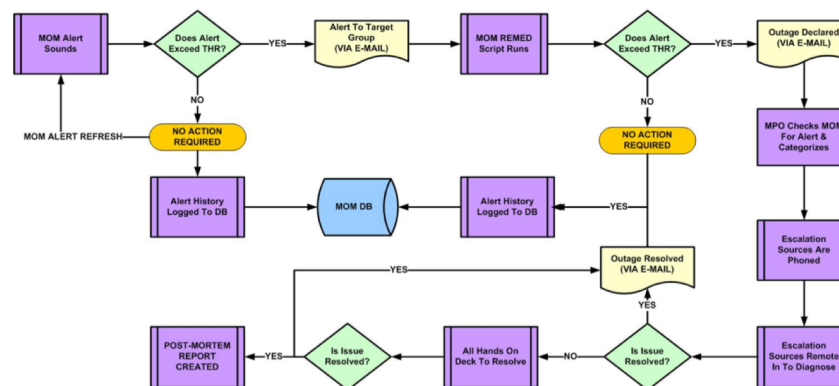 MOM Alert
Sounds
Does Alert
Exceed THR?
YES
Alert To Target
Group
(VIA E-MAIL)
MOM REMED
Script Runs
Does Alert
Exceed THR?
YES
Outage Declared
(VIA E-MAIL)
NO
NO
MOM ALERT REFRESH
NO ACTION
REQUIRED
NO ACTION
REQUIRED
MPO Checks MOM
For Alert &
Categorizes
Alert History
Logged To DB
MOM DB
Alert History
Logged To DB
YES
Escalation
Sources Are
Phoned
Outage Resolved
(VIA E-MAIL)
YES
YES
POST-MORTEM
REPORT
CREATED
YES
Is Issue
Resolved?
All Hands On
Deck To Resolve
NO
Is Issue
Resolved?
Escalation
Sources Remote
In To Diagnose